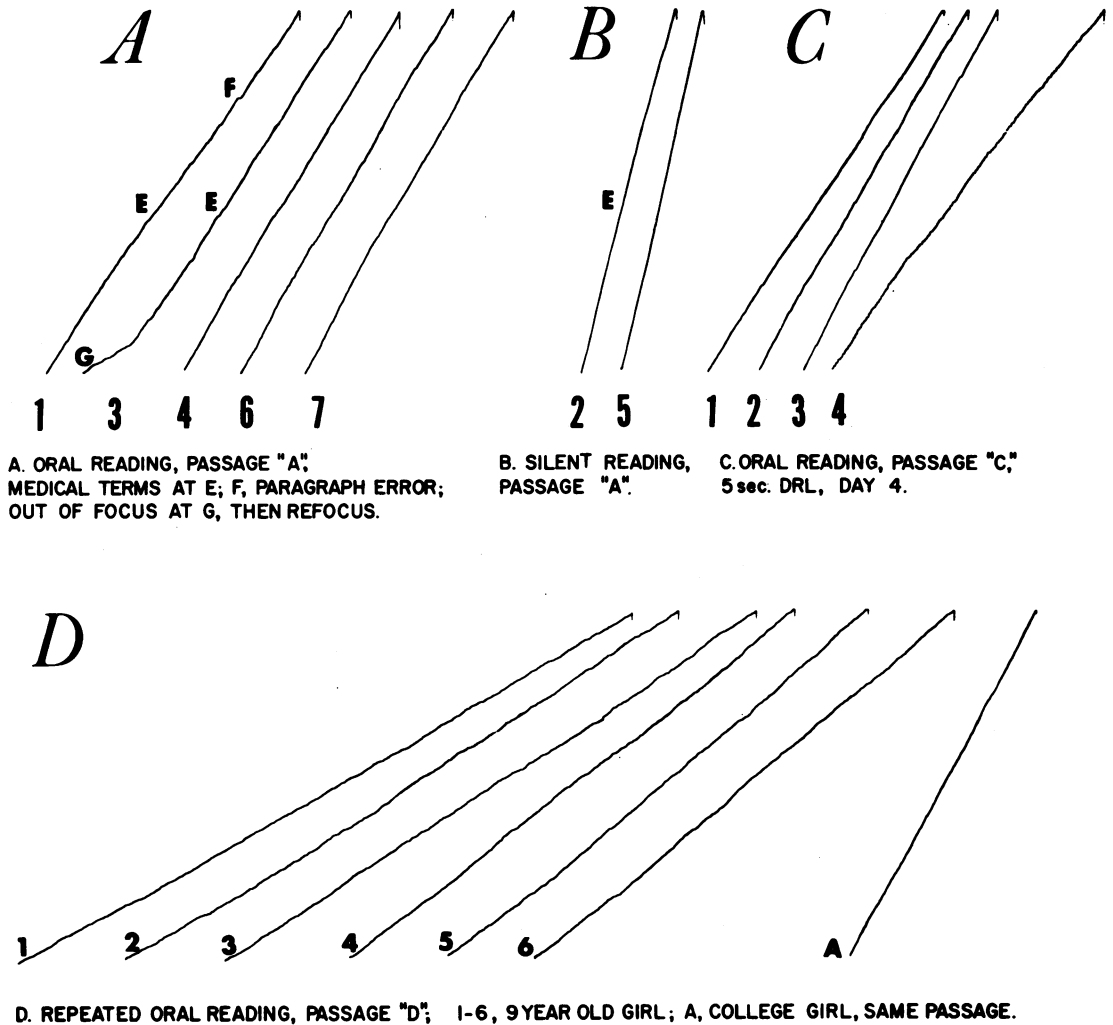 A B C
F
E E E
G
1 3 4 6 7 2 5 1 2 3 4
A. ORAL READING, PASSAGE "A";
MEDICAL TERMS AT E; F, PARAGRAPH ERROR;
OUT OF FOCUS AT G, THEN REFOCUS.
B. SILENT READING,
PASSAGE "A".
C. ORAL READING, PASSAGE "C,"
5 sec. DRL, DAY 4.
D
1 2 3 4 5 6 A
D. REPEATED ORAL READING, PASSAGE "D"; 1-6, 9 YEAR OLD GIRL; A, COLLEGE GIRL, SAME PASSAGE.